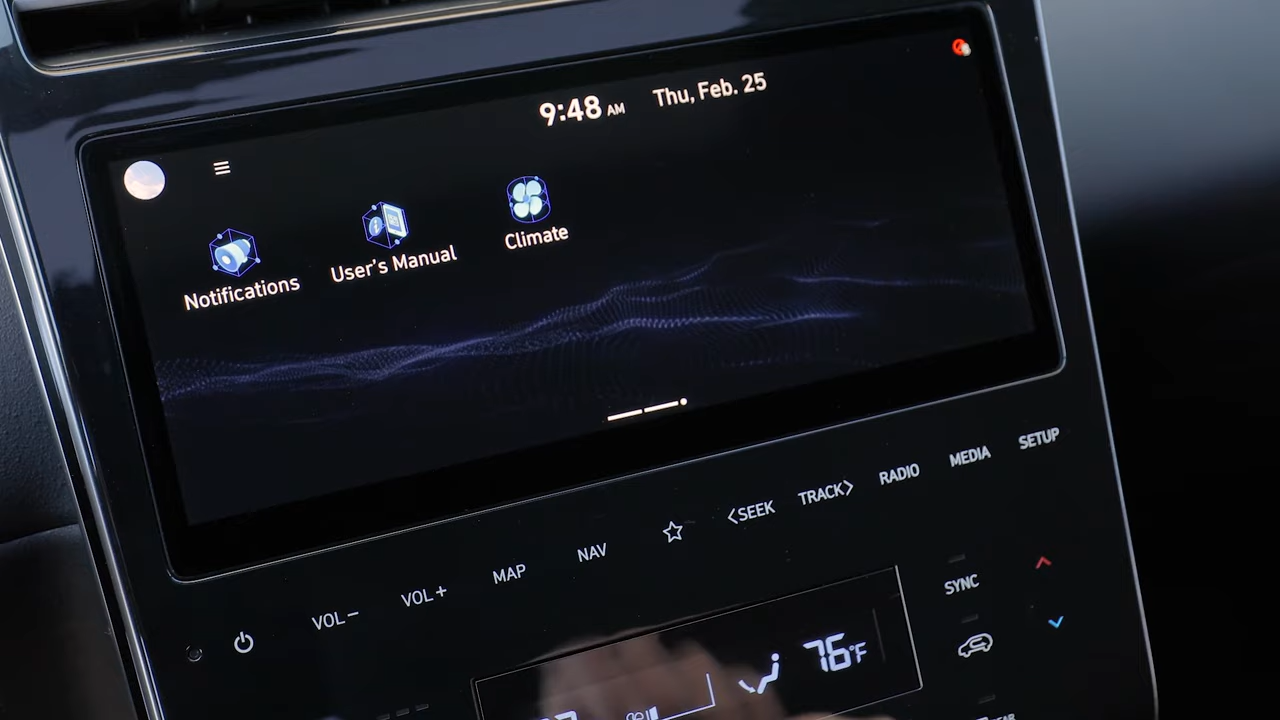 9:48 AM Thu, Feb. 25
Notifications
User's Manual
Climate
VOL−
VOL+
MAP
NAV
<SEEK
TRACK>
RADIO
MEDIA
SETUP
SYNC
76°F